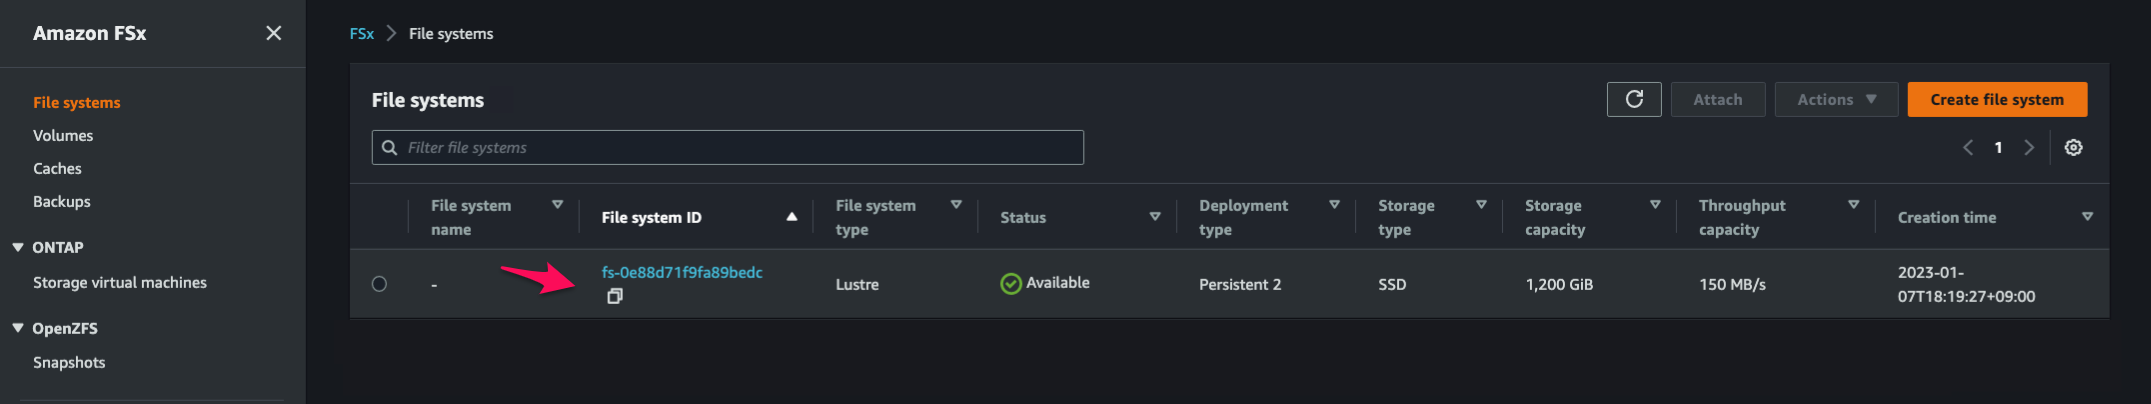 Amazon FSx
File systems
Volumes
Caches
Backups
ONTAP
Storage virtual machines
OpenZFS
Snapshots
FSx > File systems
File systems
Attach
Actions
Create file system
Filter file systems
1
File system
name
File system ID
File system
type
Status
Deployment
type
Storage
type
Storage
capacity
Throughput
capacity
Creation time
-
fs-0e88d71f9fa89bedc
Lustre
Available
Persistent 2
SSD
1,200 GiB
150 MB/s
2023-01-
07T18:19:27+09:00